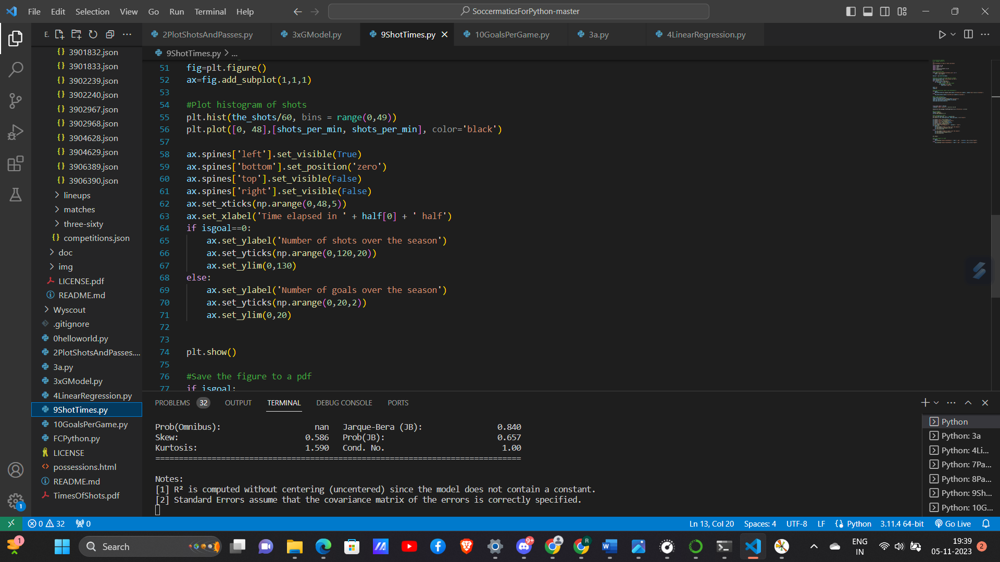 File Edit Selection View Go Run Terminal Help
SoccermaticsForPython-master
E.
2PlotShotsAndPasses.py 3xGModel.py 9ShotTimes.py 10GoalsPerGame.py 3a.py 4LinearRegression.py
9ShotTimes.py > ...
3901832.json
3901833.json
3902239.json
3902240.json
3902967.json
3902968.json
3904628.json
3904629.json
3906389.json
3906390.json
lineups
matches
three-sixty
competitions.json
doc
img
LICENSE.pdf
README.md
Wyscout
.gitignore
0helloworld.py
2PlotShotsAndPasses....
3a.py
3xGModel.py
4LinearRegression.py
9ShotTimes.py
10GoalsPerGame.py
FCPython.py
LICENSE
possessions.html
README.md
TimesOfShots.pdf
51 fig=plt.figure()
52 ax=fig.add_subplot(1,1,1)
53
54 #Plot histogram of shots
55 plt.hist(the_shots/60, bins = range(0,49))
56 plt.plot([0, 48],[shots_per_min, shots_per_min], color='black')
57
58 ax.spines['left'].set_visible(True)
59 ax.spines['bottom'].set_position('zero')
60 ax.spines['top'].set_visible(False)
61 ax.spines['right'].set_visible(False)
62 ax.set_xticks(np.arange(0,48,5))
63 ax.set_xlabel('Time elapsed in ' + half[0] + ' half')
64 if isgoal==0:
65 ax.set_ylabel('Number of shots over the season')
66 ax.set_yticks(np.arange(0,120,20))
67 ax.set_ylim(0,130)
68 else:
69 ax.set_ylabel('Number of goals over the season')
70 ax.set_yticks(np.arange(0,20,2))
71 ax.set_ylim(0,20)
72
73
74 plt.show()
75
76 #Save the figure to a pdf
77 if isgoal:
PROBLEMS 32 OUTPUT TERMINAL DEBUG CONSOLE PORTS
Prob(Omnibus): nan Jarque-Bera (JB): 0.840
Skew: 0.586 Prob(JB): 0.657
Kurtosis: 1.590 Cond. No. 1.00
==============================================================================
Notes:
[1] R² is computed without centering (uncentered) since the model does not contain a constant.
[2] Standard Errors assume that the covariance matrix of the errors is correctly specified.
Python
Python: 3a
Python: 4Li...
Python: 7Pa...
Python: 8Pa...
Python: 9Sh...
Python: 10G...
1
0 32 0 Ln 13, Col 20 Spaces: 4 UTF-8 LF Python 3.11.4 64-bit Go Live
1 Search 9+ R ENG 19:39
IN 05-11-2023 2